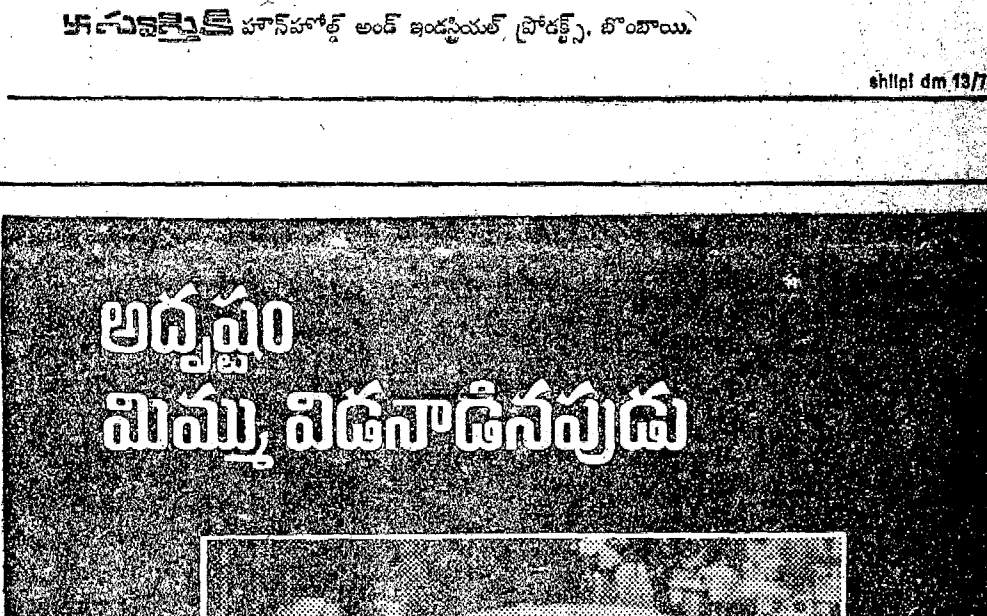 హౌస్‌హోల్డ్ అండ్ ఇండస్ట్రియల్ ప్రోడక్ట్స్, బొంబాయి.
shilpi dm 13/7
అదృష్టం
మిమ్ము విడనాడినపుడు